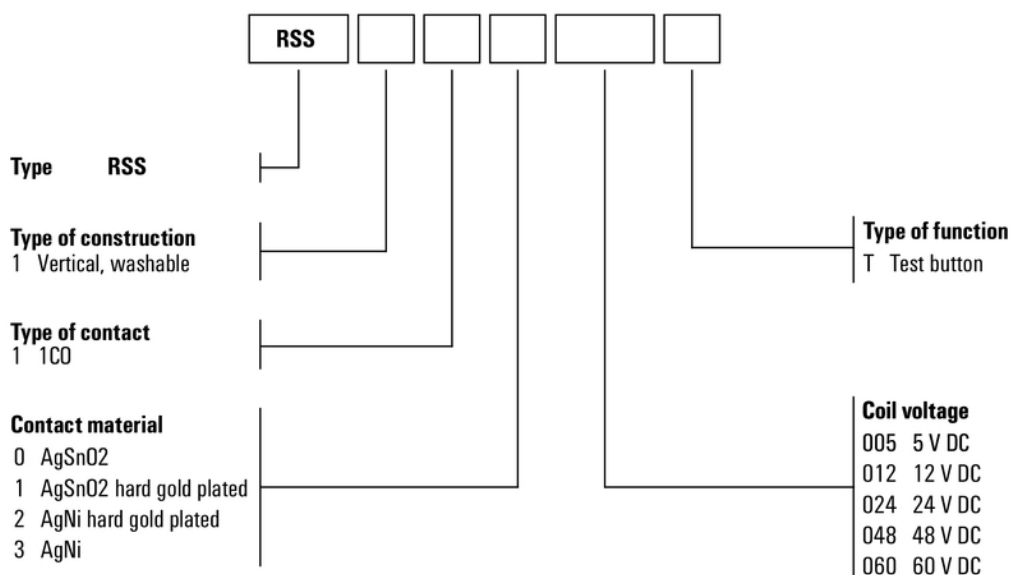 RSS
Type RSS
Type of construction
1 Vertical, washable
Type of contact
1 1CO
Contact material
0 AgSnO2
1 AgSnO2 hard gold plated
2 AgNi hard gold plated
3 AgNi
Type of function
T Test button
Coil voltage
005 5 V DC
012 12 V DC
024 24 V DC
048 48 V DC
060 60 V DC